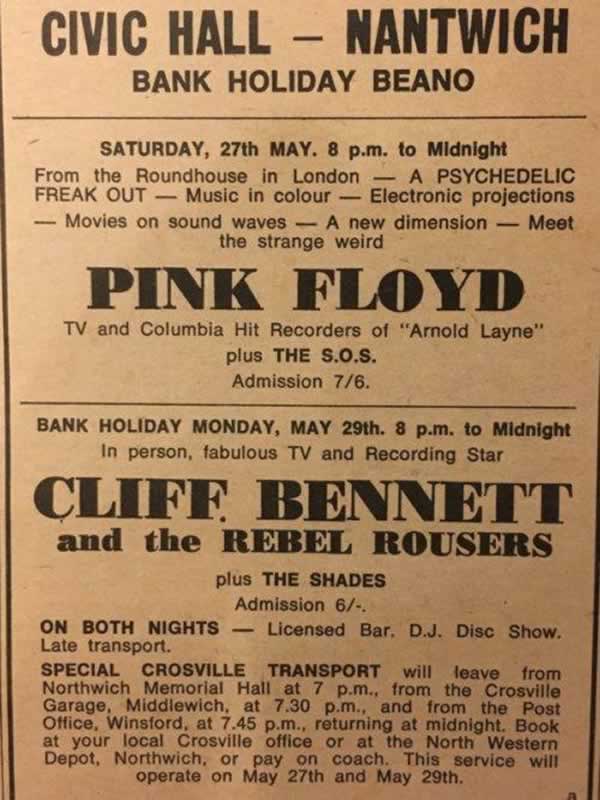 CIVIC HALL – NANTWICH
BANK HOLIDAY BEANO
SATURDAY, 27th MAY. 8 p.m. to Midnight
From the Roundhouse in London — A PSYCHEDELIC
FREAK OUT — Music in colour — Electronic projections
— Movies on sound waves — A new dimension — Meet
the strange weird
PINK FLOYD
TV and Columbia Hit Recorders of "Arnold Layne"
plus THE S.O.S.
Admission 7/6.
BANK HOLIDAY MONDAY, MAY 29th. 8 p.m. to Midnight
In person, fabulous TV and Recording Star
CLIFF BENNETT
and the REBEL ROUSERS
plus THE SHADES
Admission 6/-.
ON BOTH NIGHTS — Licensed Bar. D.J. Disc Show.
Late transport.
SPECIAL CROSVILLE TRANSPORT will leave from
Northwich Memorial Hall at 7 p.m., from the Crosville
Garage, Middlewich, at 7.30 p.m., and from the Post
Office, Winsford, at 7.45 p.m., returning at midnight. Book
at your local Crosville office or at the North Western
Depot, Northwich, or pay on coach. This service will
operate on May 27th and May 29th.
a